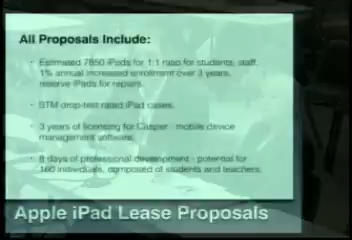 All Proposals Include:
· Estimated 7850 iPads for 1:1 ratio for students, staff,
1% annual increased enrollment over 3 years,
reserve iPads for repairs.
· STM drop-test rated iPad cases.
· 3 years of licensing for Casper - mobile device
management software.
· 8 days of professional development - potential for
160 individuals, composed of students and teachers.
Apple iPad Lease Proposals